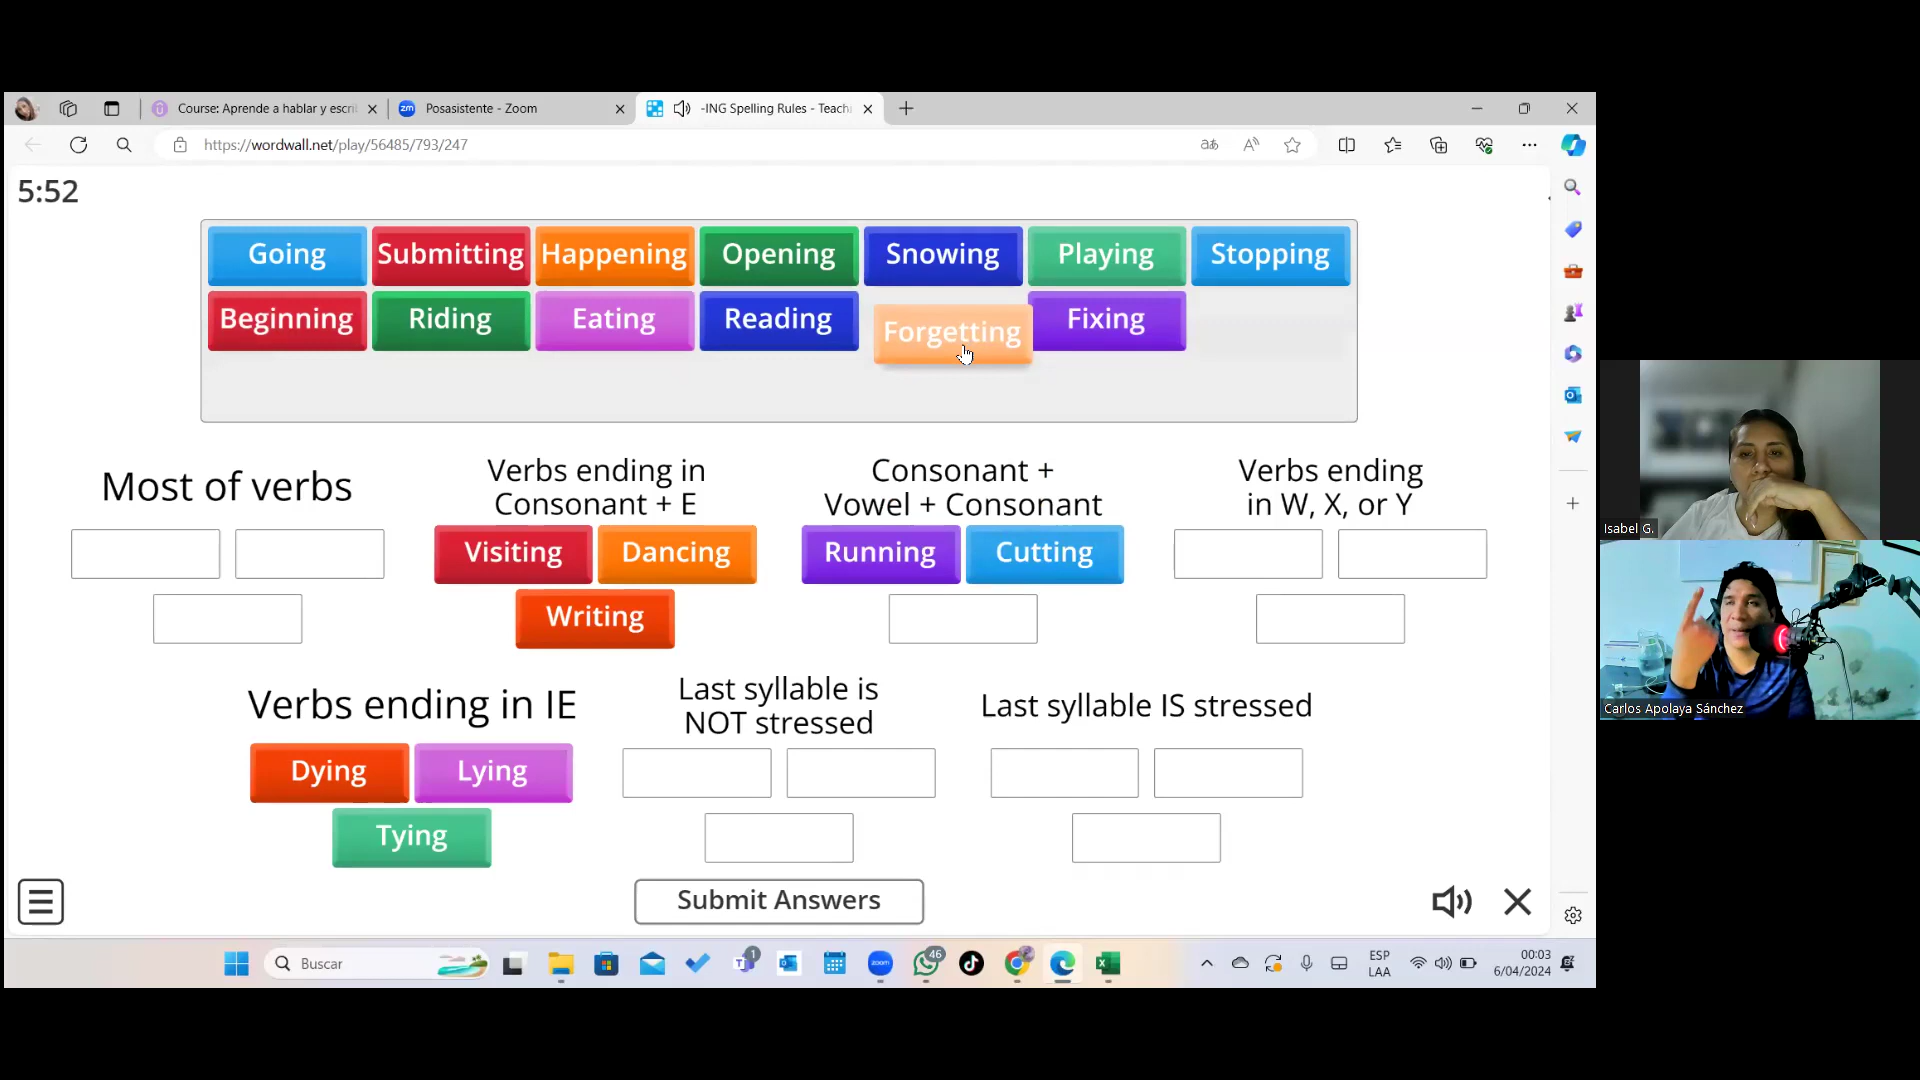 Course: Aprende a hablar y escri
Posasistente - Zoom
-ING Spelling Rules - Teach
https://wordwall.net/play/56485/793/247
5:52
Going
Submitting
Happening
Opening
Snowing
Playing
Stopping
Beginning
Riding
Eating
Reading
Forgetting
Fixing
Most of verbs
Verbs ending in
Consonant + E
Visiting
Dancing
Writing
Consonant +
Vowel + Consonant
Running
Cutting
Verbs ending
in W, X, or Y
Verbs ending in IE
Dying
Lying
Tying
Last syllable is
NOT stressed
Last syllable IS stressed
Submit Answers
Isabel G.
Carlos Apolaya Sánchez
Buscar
1
zoom
46
ESP
LAA
00:03
6/04/2024